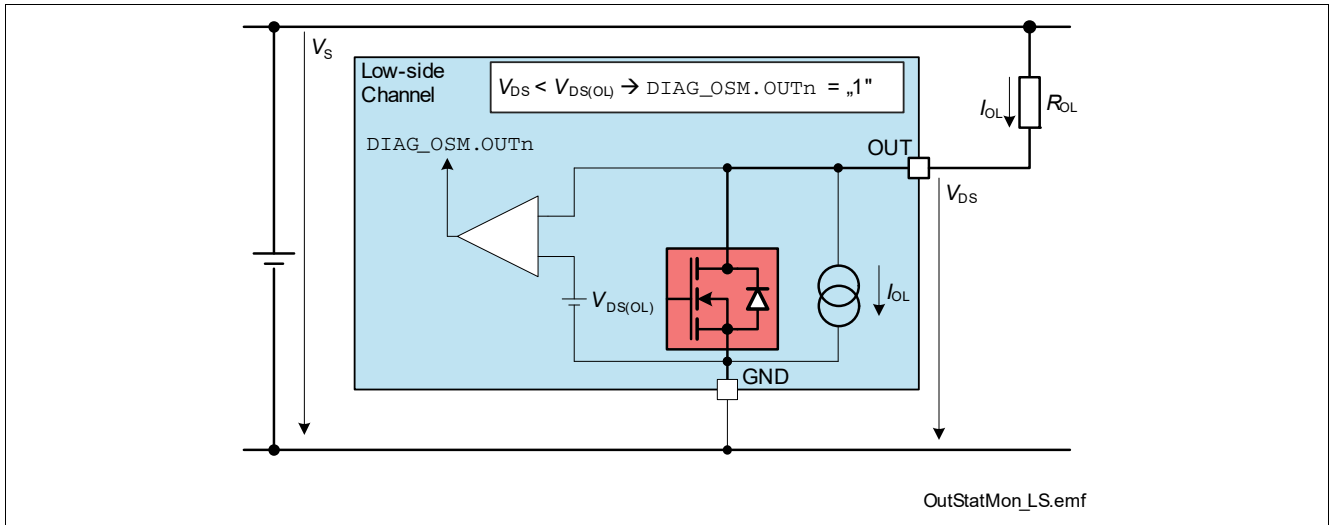 VS
Low-side
Channel
VDS < VDS(OL) → DIAG_OSM.OUTn = „1"
IOL
ROL
DIAG_OSM.OUTn
OUT
VDS
VDS(OL)
IOL
GND
OutStatMon_LS.emf